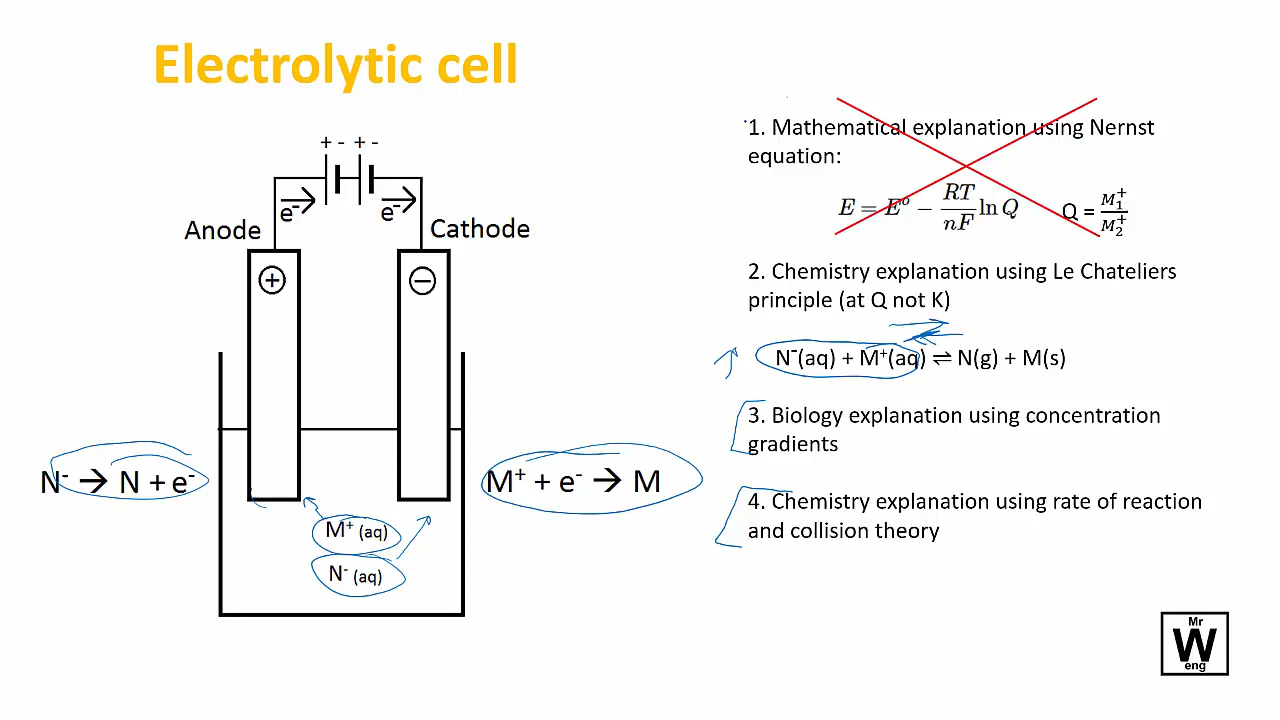 Electrolytic cell
+ - + -
e⁻
e⁻
Anode
Cathode
+
−
N⁻ → N + e⁻
M⁺ + e⁻ → M
M⁺ (aq)
N⁻ (aq)
1. Mathematical explanation using Nernst
equation:
E = E° − RT/nF ln Q
Q = M₁⁺/M₂⁺
2. Chemistry explanation using Le Chateliers
principle (at Q not K)
N⁻(aq) + M⁺(aq) ⇌ N(g) + M(s)
3. Biology explanation using concentration
gradients
4. Chemistry explanation using rate of reaction
and collision theory
Mr
W
eng